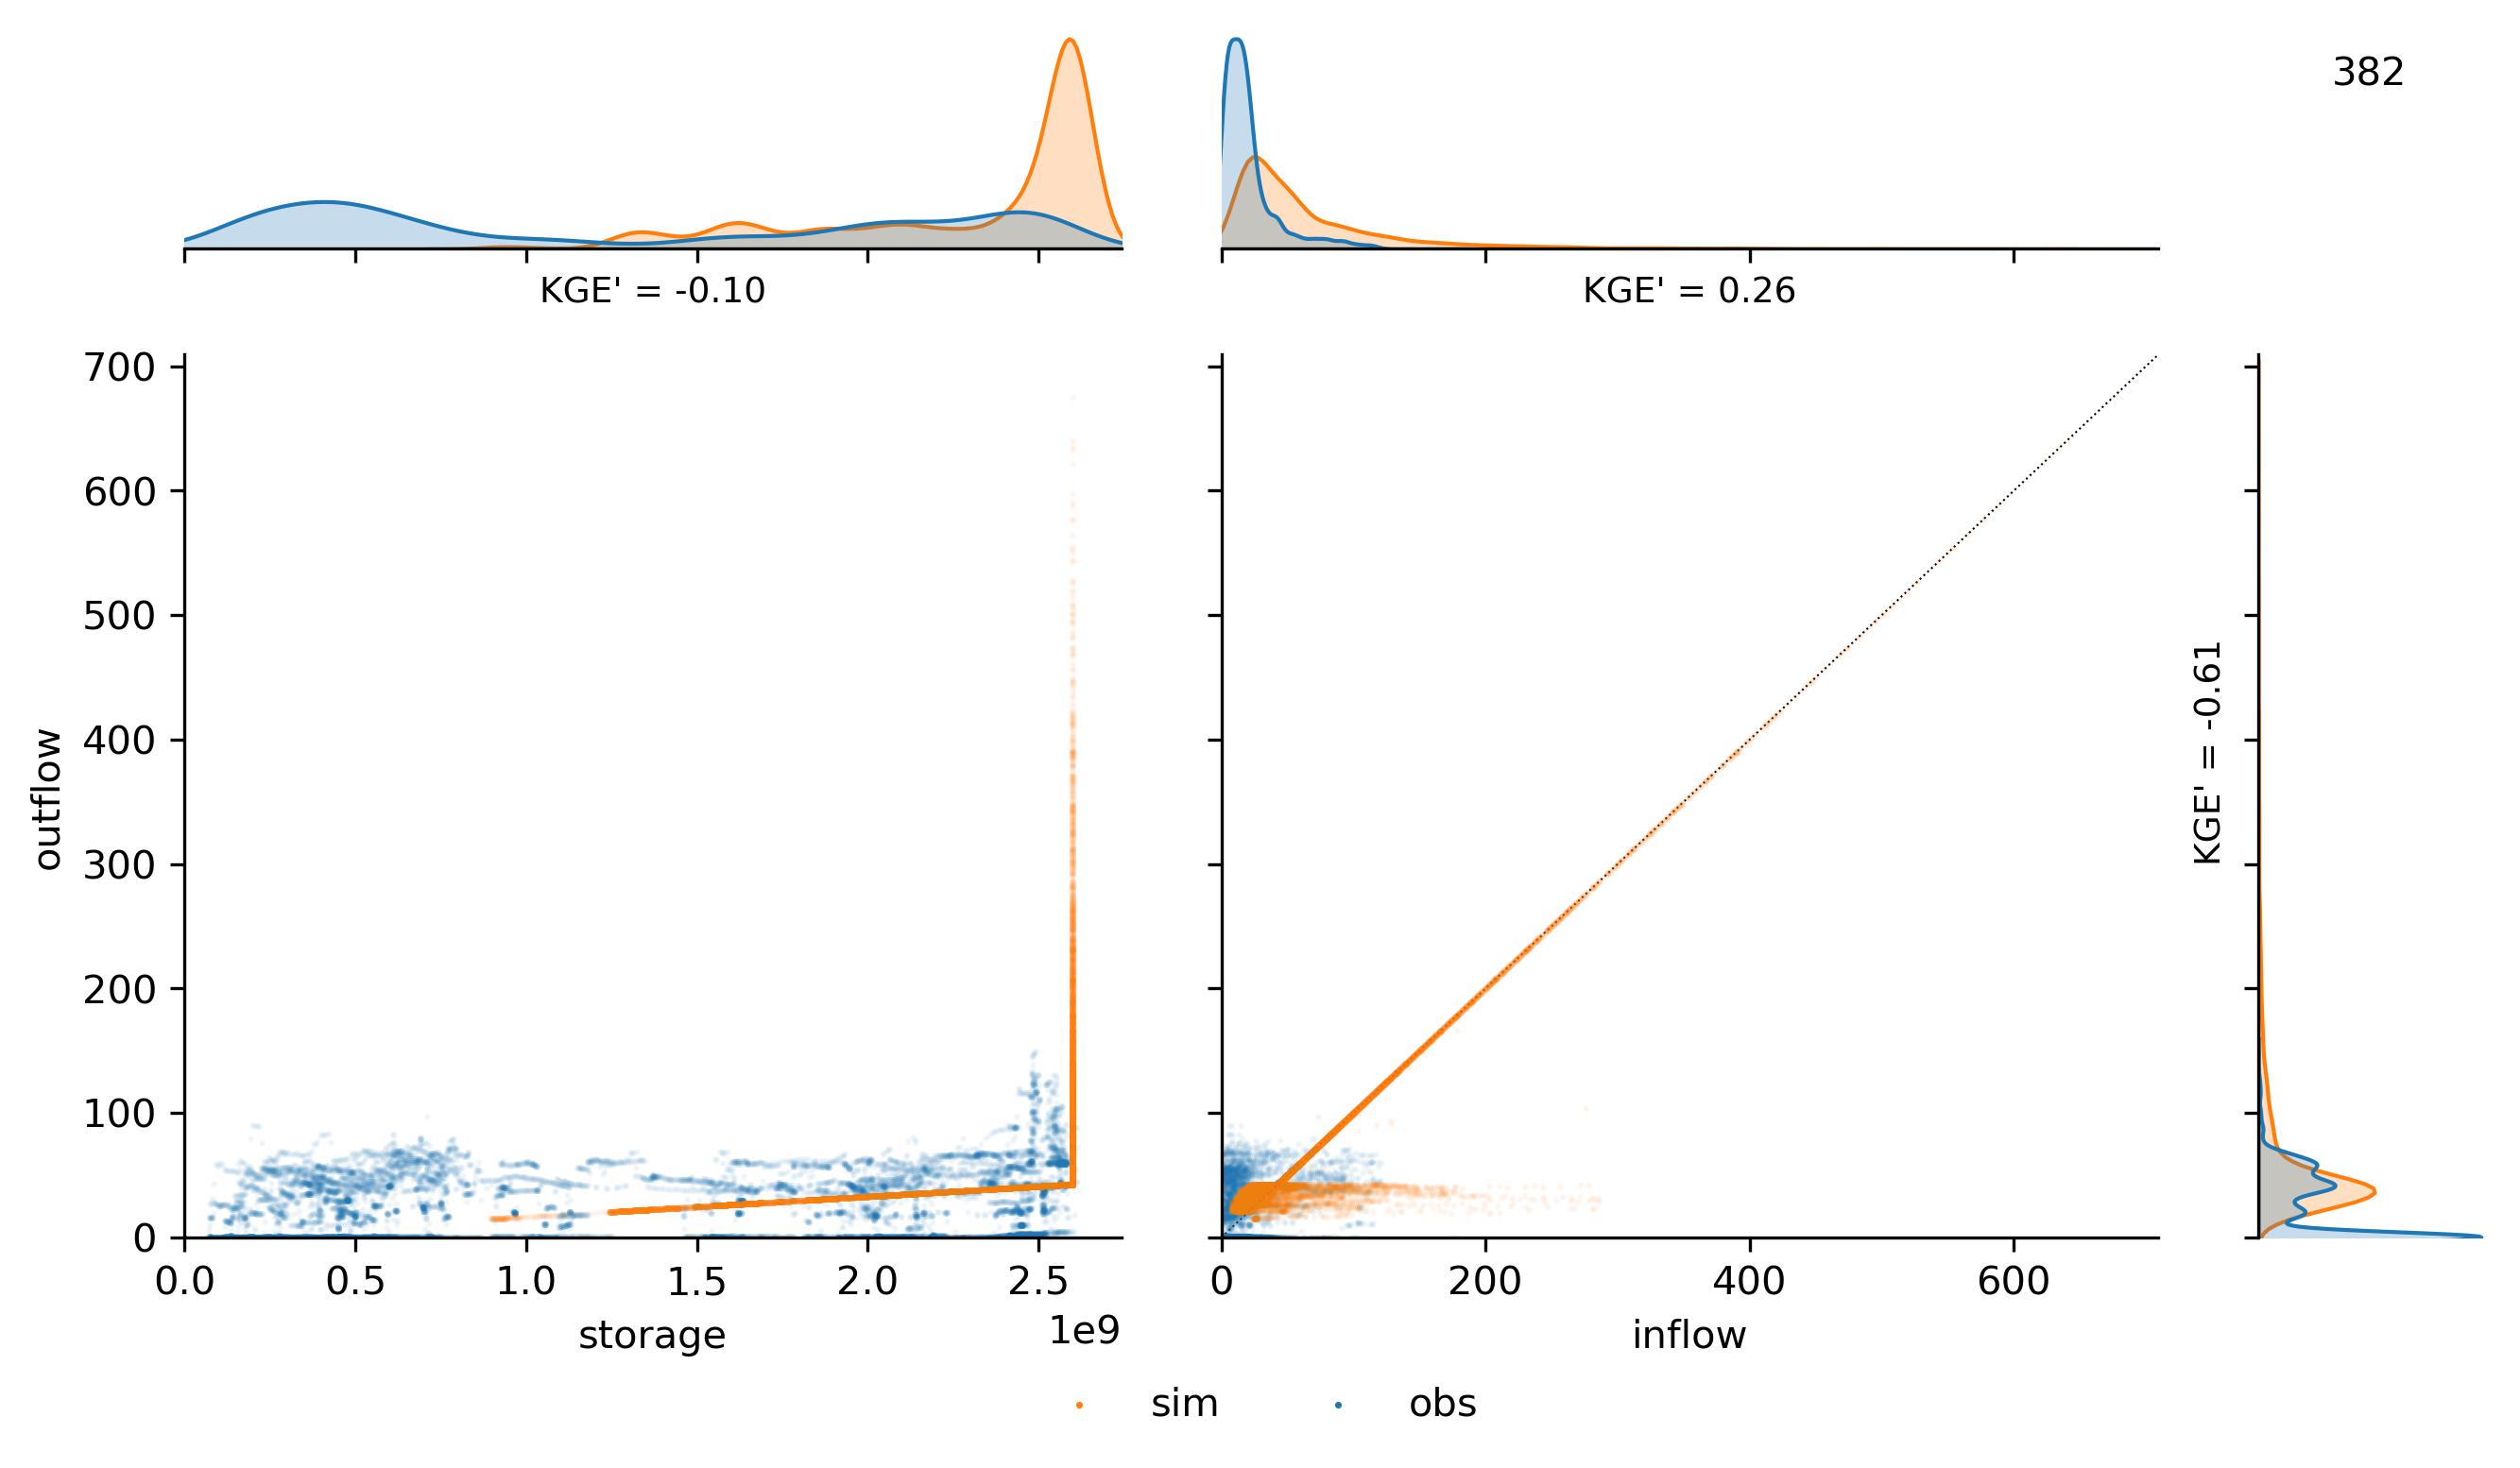 382
KGE' = -0.10
KGE' = 0.26
700
600
500
400
300
200
100
0
outflow
KGE' = -0.61
0.0 0.5 1.0 1.5 2.0 2.5
0 200 400 600
1e9
storage
inflow
sim obs